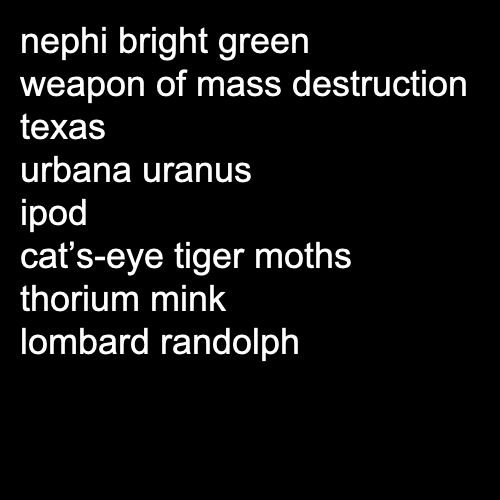 nephi bright green
weapon of mass destruction
texas
urbana uranus
ipod
cat’s-eye tiger moths
thorium mink
lombard randolph